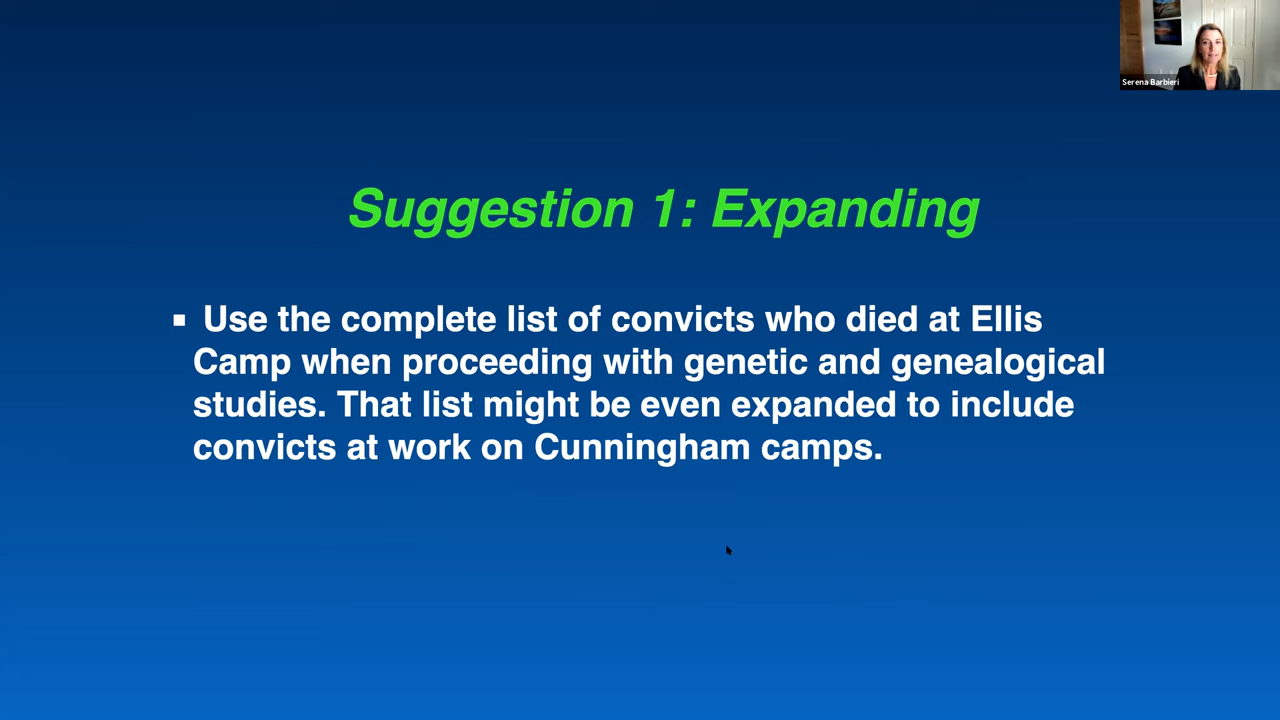 Serena Barbieri
Suggestion 1: Expanding
▪ Use the complete list of convicts who died at Ellis
Camp when proceeding with genetic and genealogical
studies. That list might be even expanded to include
convicts at work on Cunningham camps.